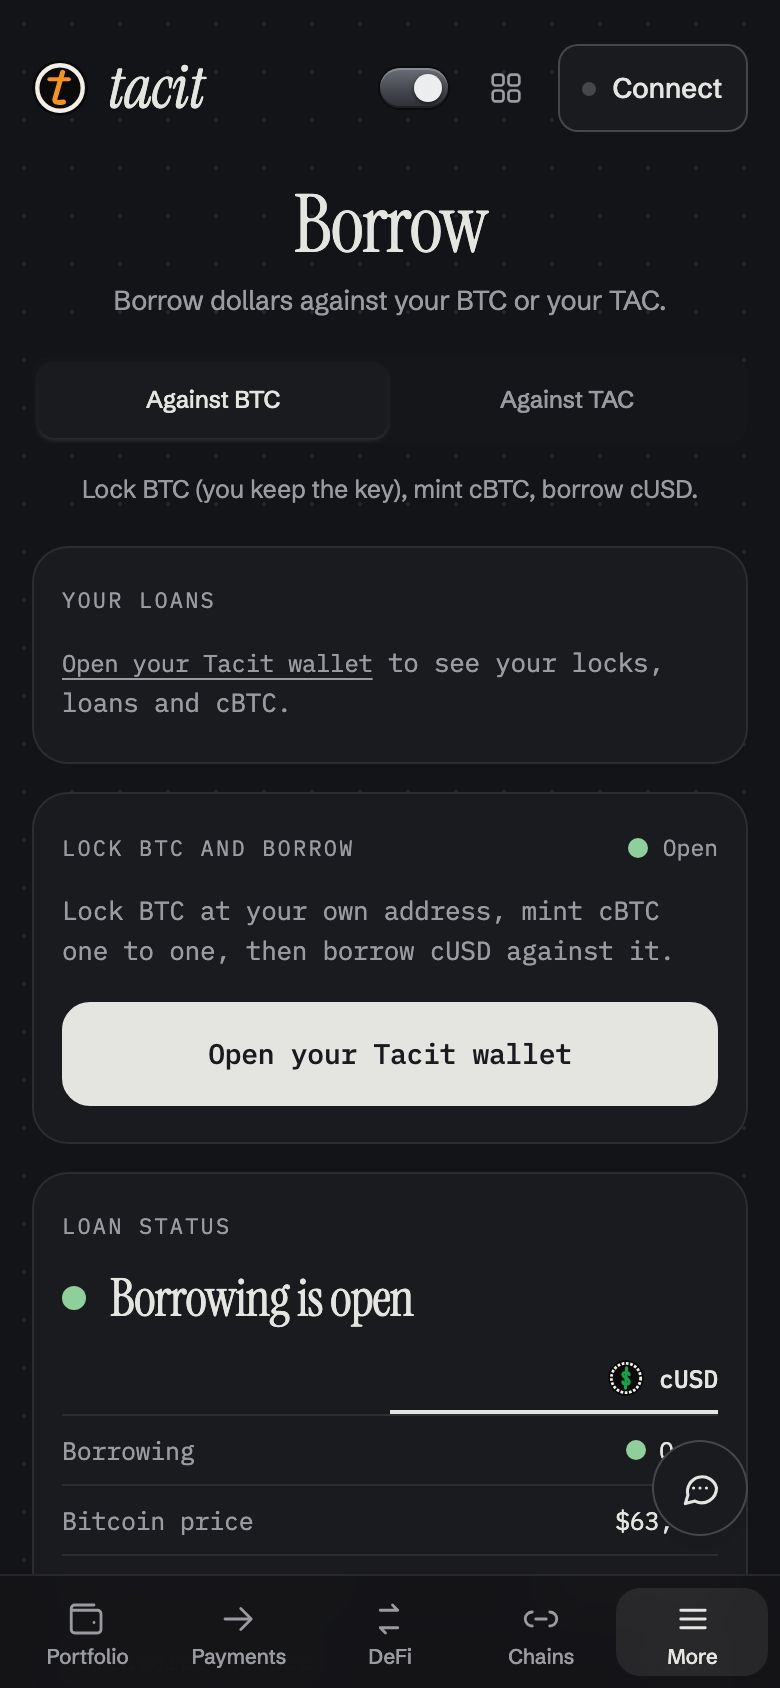 tacit
Connect
Borrow
Borrow dollars against your BTC or your TAC.
Against BTC
Against TAC
Lock BTC (you keep the key), mint cBTC, borrow cUSD.
YOUR LOANS
Open your Tacit wallet to see your locks,
loans and cBTC.
LOCK BTC AND BORROW
Open
Lock BTC at your own address, mint cBTC
one to one, then borrow cUSD against it.
Open your Tacit wallet
LOAN STATUS
Borrowing is open
cUSD
Borrowing
Bitcoin price
$63,
Portfolio
Payments
DeFi
Chains
More